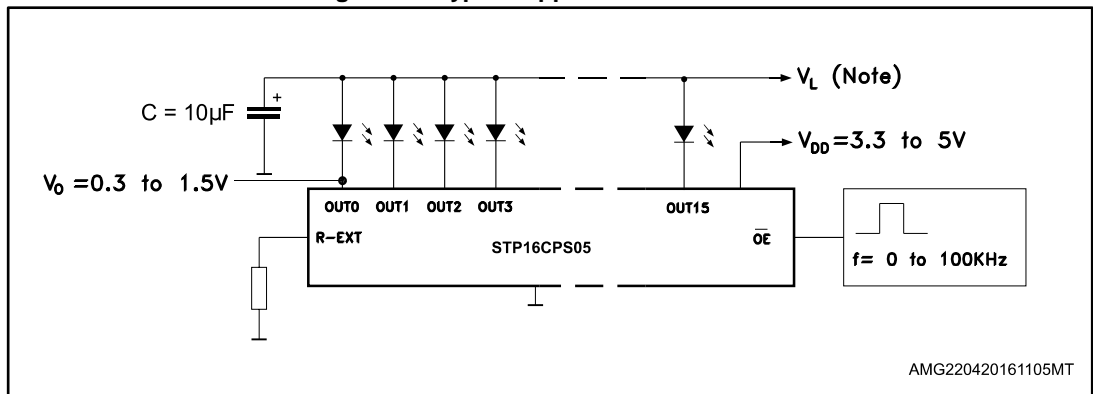 V_L (Note)
C = 10µF
+
V_DD=3.3 to 5V
V_O =0.3 to 1.5V
OUT0 OUT1 OUT2 OUT3 OUT15
R-EXT
STP16CPS05
O̅E̅
f= 0 to 100KHz
AMG220420161105MT